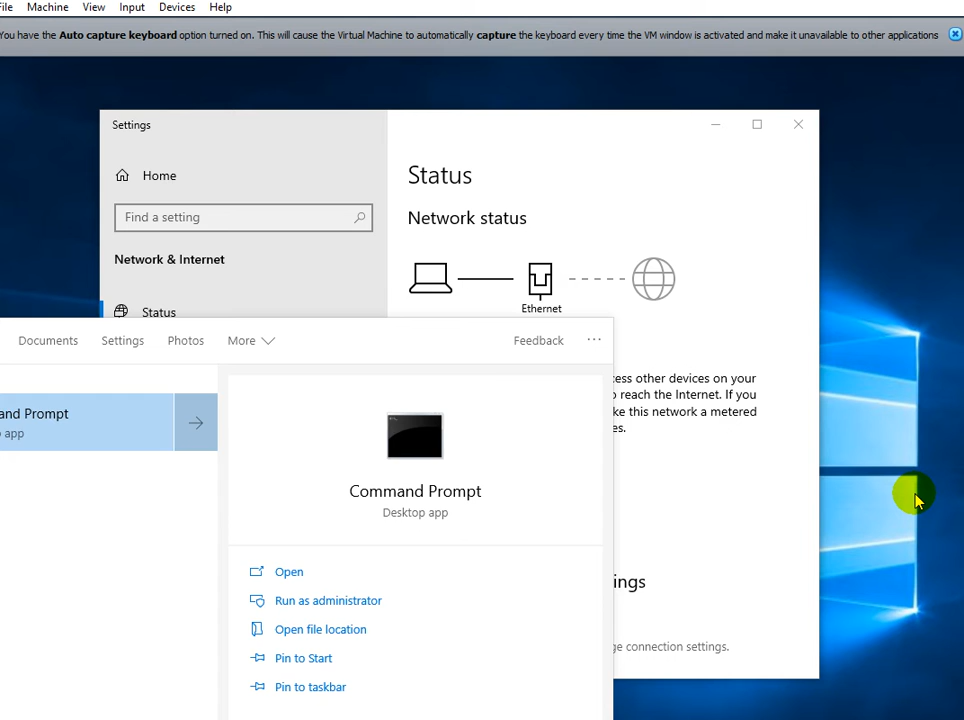 File Machine View Input Devices Help
You have the Auto capture keyboard option turned on. This will cause the Virtual Machine to automatically capture the keyboard every time the VM window is activated and make it unavailable to other applications
Settings
Home
Find a setting
Network & Internet
Status
Status
Network status
Ethernet
cess other devices on your
o reach the Internet. If you
ke this network a metered
es.
ings
ge connection settings.
Documents Settings Photos More Feedback ...
and Prompt
p app
Command Prompt
Desktop app
Open
Run as administrator
Open file location
Pin to Start
Pin to taskbar